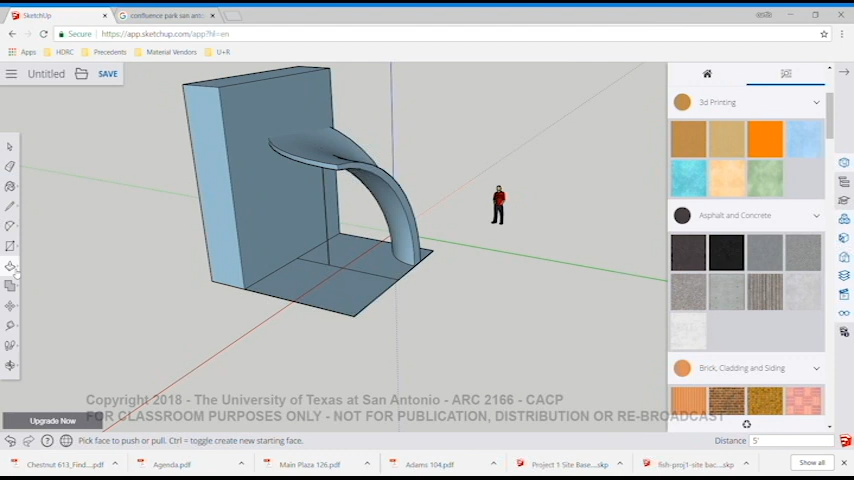 SketchUp
confluence park san anto
Secure
https://app.sketchup.com/app?hl=en
Apps
HDRC
Precedents
Material Vendors
U+R
Untitled
SAVE
3d Printing
Asphalt and Concrete
Brick, Cladding and Siding
Copyright 2018 - The University of Texas at San Antonio - ARC 2166 - CACP
FOR CLASSROOM PURPOSES ONLY - NOT FOR PUBLICATION, DISTRIBUTION OR RE-BROADCAST
Upgrade Now
Pick face to push or pull. Ctrl = toggle create new starting face.
Distance
5'
Chestnut 613_Find....pdf
Agenda.pdf
Main Plaza 126.pdf
Adams 104.pdf
Project 1 Site Base....skp
fish-proj1-site bac....skp
Show all